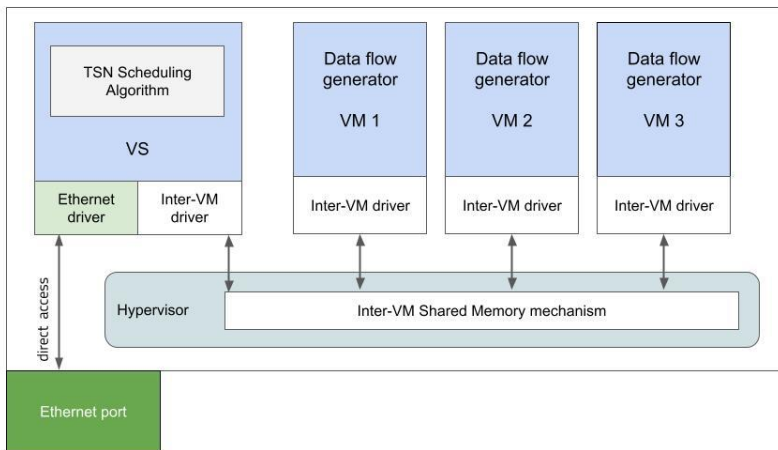 TSN Scheduling
Algorithm
VS
Ethernet
driver
Inter-VM
driver
Data flow
generator
VM 1
Inter-VM driver
Data flow
generator
VM 2
Inter-VM driver
Data flow
generator
VM 3
Inter-VM driver
direct access
Hypervisor
Inter-VM Shared Memory mechanism
Ethernet port